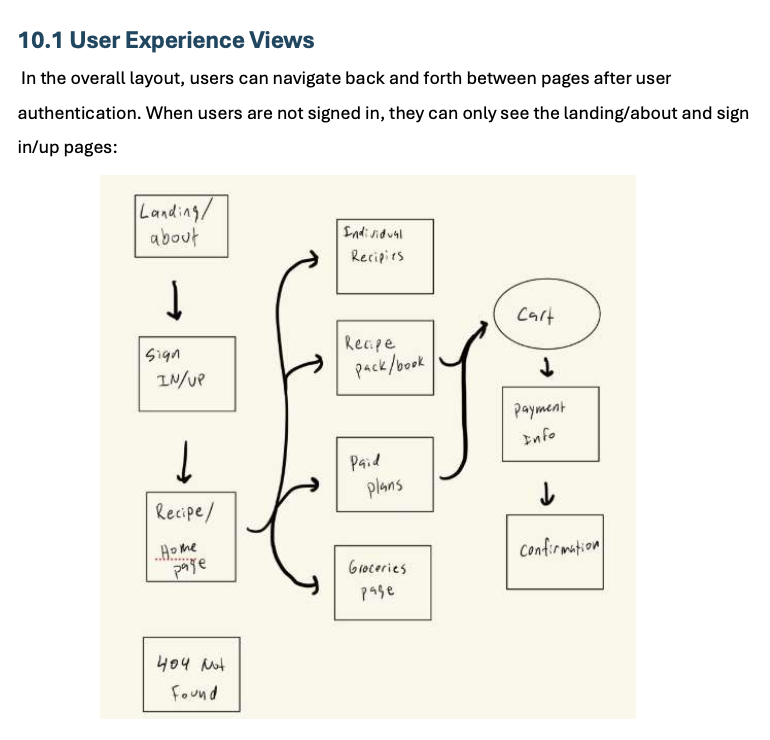 10.1 User Experience Views
In the overall layout, users can navigate back and forth between pages after user
authentication. When users are not signed in, they can only see the landing/about and sign
in/up pages:
Landing/
about
Sign
IN/UP
Recipe/
Home
page
404 Not
Found
Individual
Recipies
Recipe
pack/book
Paid
plans
Groceries
page
Cart
Payment
Info
Confirmation